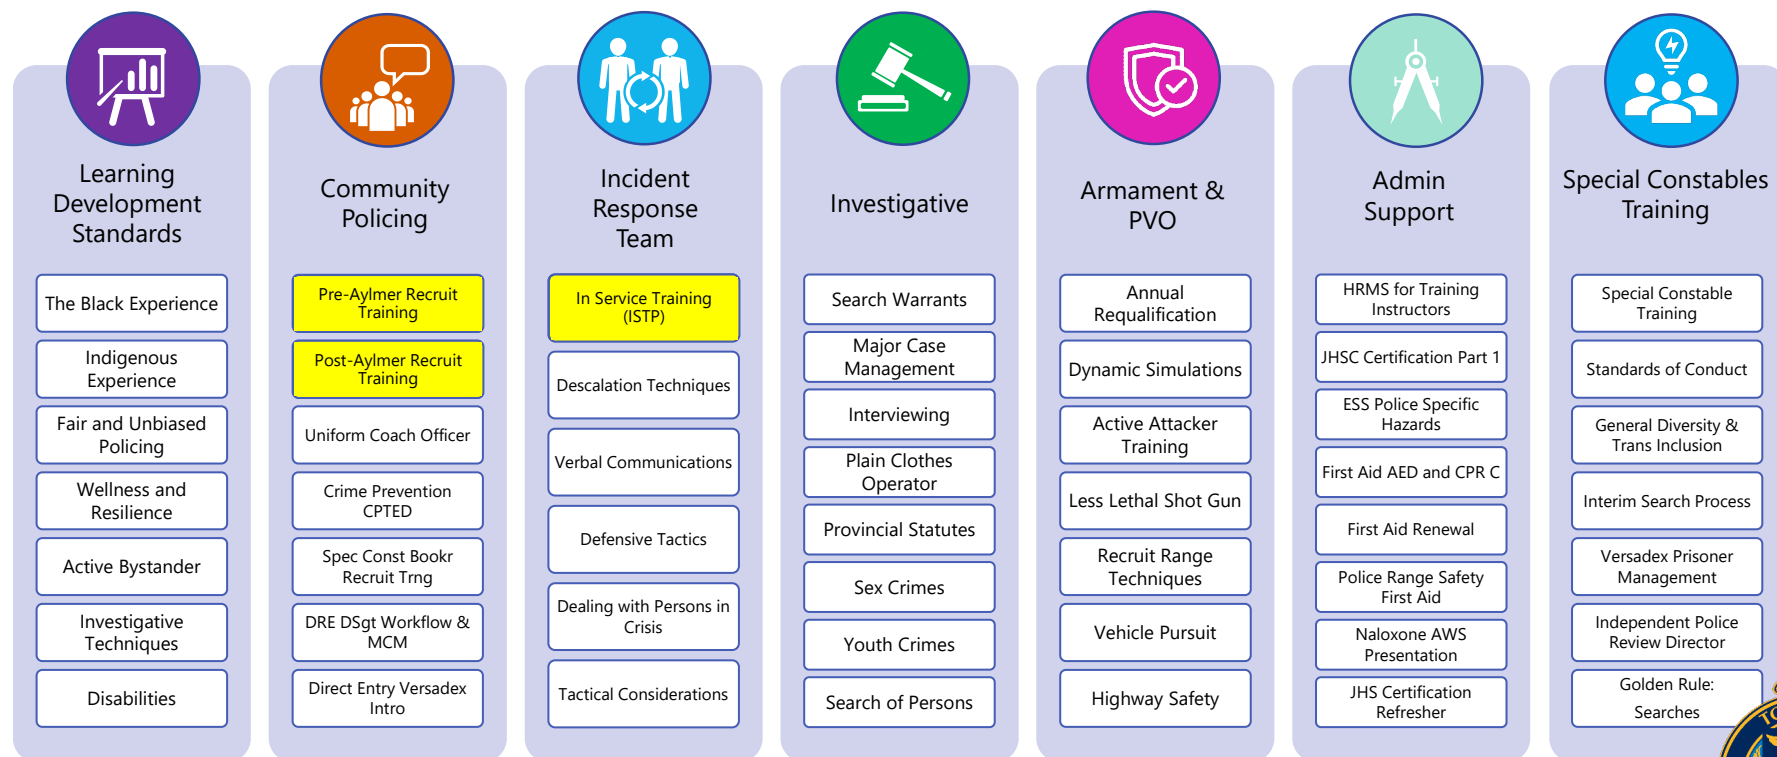 Learning
Development
Standards
The Black Experience
Indigenous
Experience
Fair and Unbiased
Policing
Wellness and
Resilience
Active Bystander
Investigative
Techniques
Disabilities
Community
Policing
Pre-Aylmer Recruit
Training
Post-Aylmer Recruit
Training
Uniform Coach Officer
Crime Prevention
CPTED
Spec Const Bookr
Recruit Trng
DRE DSgt Workflow &
MCM
Direct Entry Versadex
Intro
Incident
Response
Team
In Service Training
(ISTP)
Descalation Techniques
Verbal Communications
Defensive Tactics
Dealing with Persons in
Crisis
Tactical Considerations
Investigative
Search Warrants
Major Case
Management
Interviewing
Plain Clothes
Operator
Provincial Statutes
Sex Crimes
Youth Crimes
Search of Persons
Armament &
PVO
Annual
Requalification
Dynamic Simulations
Active Attacker
Training
Less Lethal Shot Gun
Recruit Range
Techniques
Vehicle Pursuit
Highway Safety
Admin
Support
HRMS for Training
Instructors
JHSC Certification Part 1
ESS Police Specific
Hazards
First Aid AED and CPR C
First Aid Renewal
Police Range Safety
First Aid
Naloxone AWS
Presentation
JHS Certification
Refresher
Special Constables
Training
Special Constable
Training
Standards of Conduct
General Diversity &
Trans Inclusion
Interim Search Process
Versadex Prisoner
Management
Independent Police
Review Director
Golden Rule:
Searches